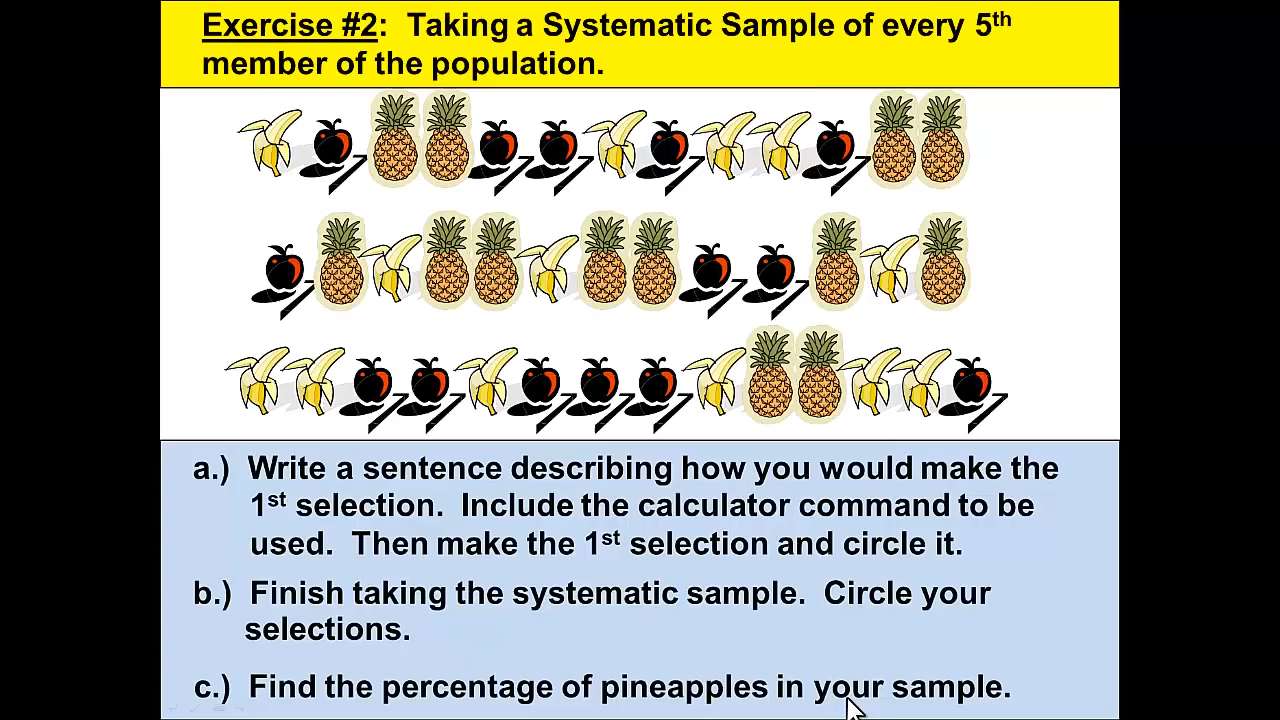 Exercise #2: Taking a Systematic Sample of every 5th
member of the population.
a.) Write a sentence describing how you would make the
1st selection. Include the calculator command to be
used. Then make the 1st selection and circle it.
b.) Finish taking the systematic sample. Circle your
selections.
c.) Find the percentage of pineapples in your sample.